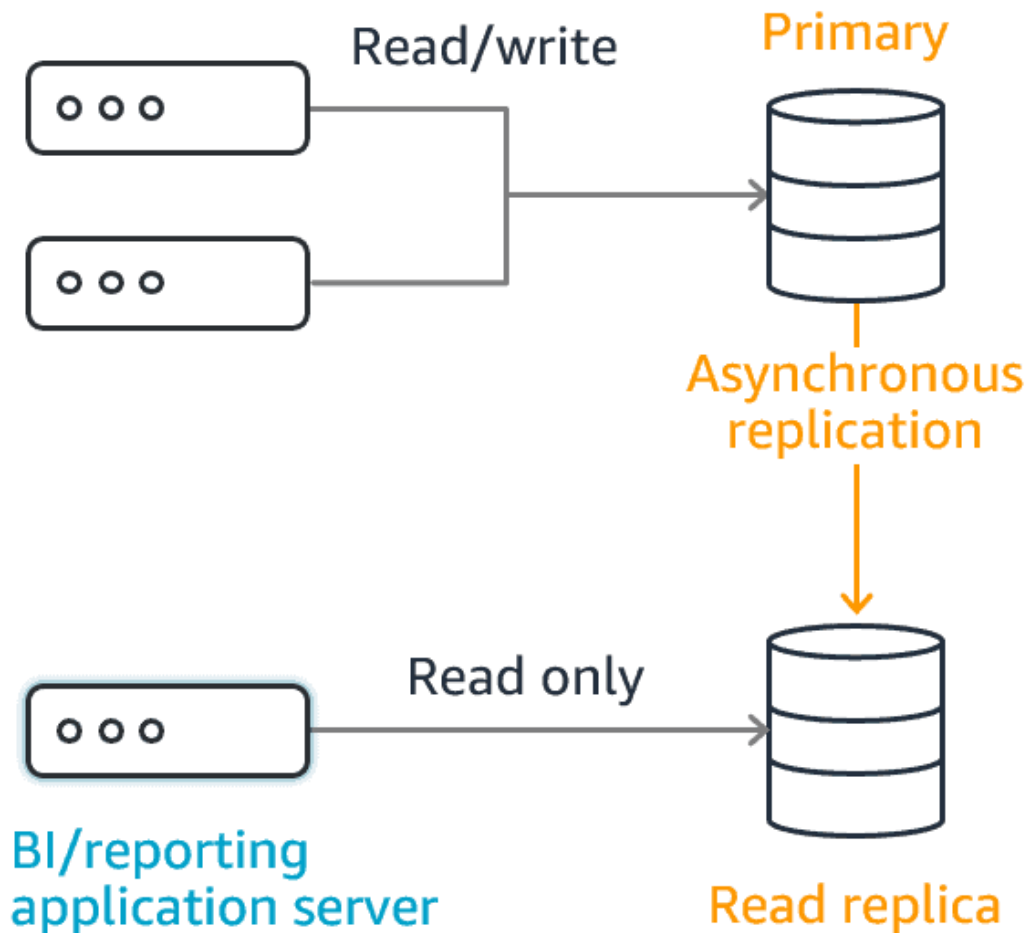 Read/write
Primary
Asynchronous
replication
Read only
BI/reporting
application server
Read replica